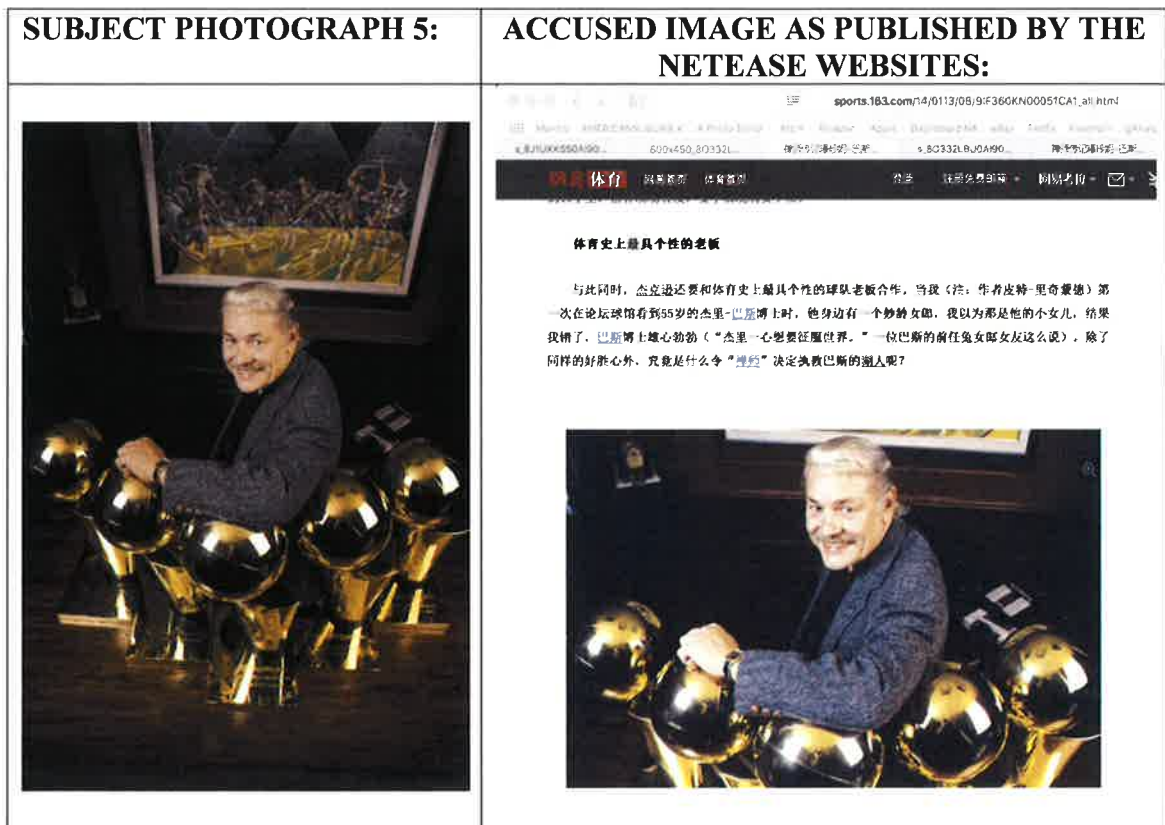 SUBJECT PHOTOGRAPH 5:
ACCUSED IMAGE AS PUBLISHED BY THE
NETEASE WEBSITES:
sports.163.com/14/0113/08/9IF360KN00051CA1_all.html
600x450_8O332L...
s_8O332L8U0AI90...
体育
体育史上最具个性的老板
与此同时，杰克逊还要和体育史上最具个性的球队老板合作，当我（注：作者皮特-里奇蒙德）第
一次在论坛球馆看到55岁的杰里-巴斯博士时，他身边有一个妙龄女郎，我以为那是他的小女儿，结果
我错了，巴斯博士雄心勃勃（“杰里一心想要征服世界。”一位巴斯的前任兔女郎女友这么说），除了
同样的好胜心外，究竟是什么令“禅师”决定执教巴斯的湖人呢？